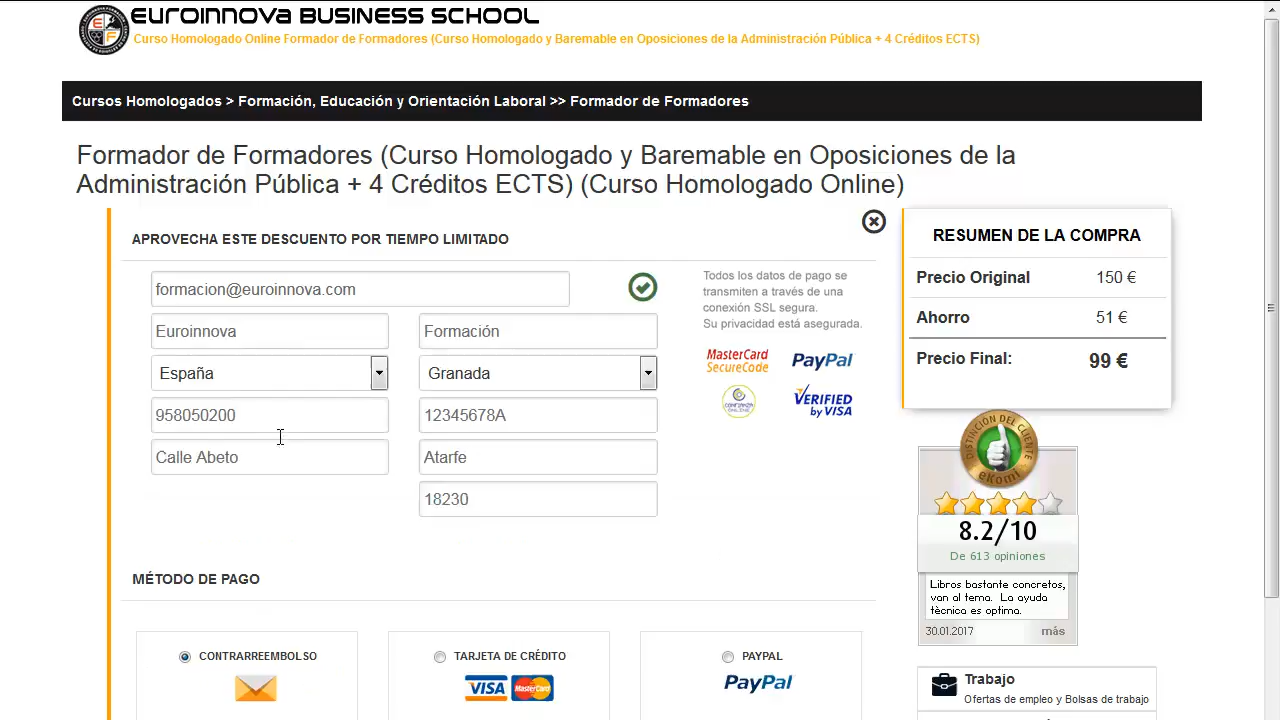 EUROINNOVA BUSINESS SCHOOL
Curso Homologado Online Formador de Formadores (Curso Homologado y Baremable en Oposiciones de la Administración Pública + 4 Créditos ECTS)
Cursos Homologados > Formación, Educación y Orientación Laboral >> Formador de Formadores
Formador de Formadores (Curso Homologado y Baremable en Oposiciones de la
Administración Pública + 4 Créditos ECTS) (Curso Homologado Online)
APROVECHA ESTE DESCUENTO POR TIEMPO LIMITADO
formacion@euroinnova.com
Euroinnova
Formación
España
Granada
958050200
12345678A
Calle Abeto
Atarfe
18230
Todos los datos de pago se
transmiten a través de una
conexión SSL segura.
Su privacidad está asegurada.
MasterCard
SecureCode
PayPal
CONFIANZA
ONLINE
VERIFIED
by VISA
RESUMEN DE LA COMPRA
Precio Original 150 €
Ahorro 51 €
Precio Final: 99 €
DISTINCIÓN DEL CLIENTE
eKomi
8.2/10
De 613 opiniones
Libros bastante concretos,
van al tema. La ayuda
tècnica es optima.
30.01.2017 más
Trabajo
Ofertas de empleo y Bolsas de trabajo
MÉTODO DE PAGO
CONTRARREEMBOLSO
TARJETA DE CRÉDITO
VISA MasterCard
PAYPAL
PayPal